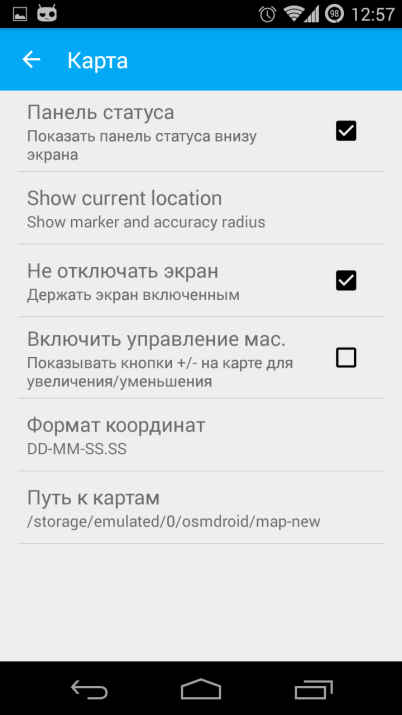 98 12:57
Карта
Панель статуса
Показать панель статуса внизу
экрана
Show current location
Show marker and accuracy radius
Не отключать экран
Держать экран включенным
Включить управление мас.
Показывать кнопки +/- на карте для
увеличения/уменьшения
Формат координат
DD-MM-SS.SS
Путь к картам
/storage/emulated/0/osmdroid/map-new